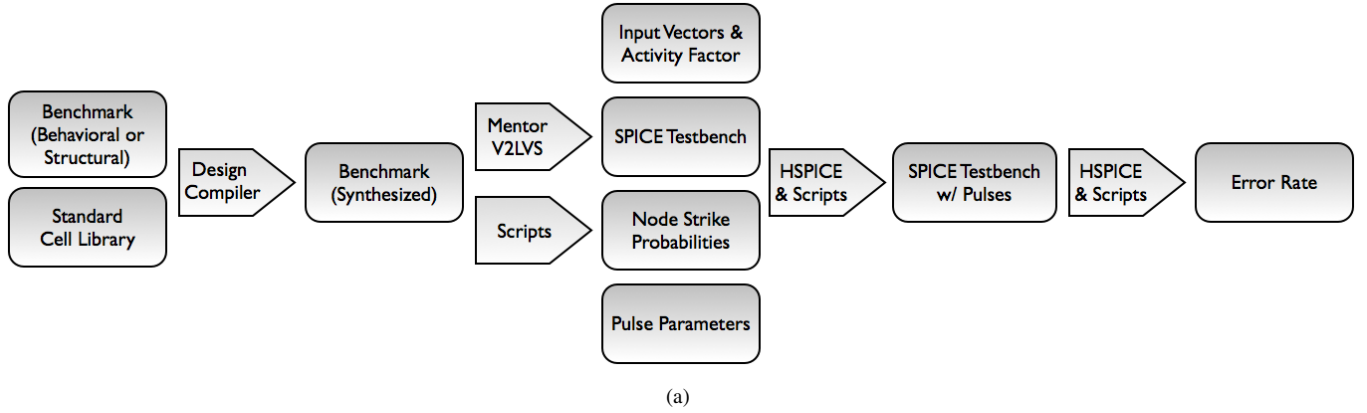 Benchmark
(Behavioral or
Structural)
Standard
Cell Library
Design
Compiler
Benchmark
(Synthesized)
Mentor
V2LVS
Scripts
Input Vectors &
Activity Factor
SPICE Testbench
Node Strike
Probabilities
Pulse Parameters
HSPICE
& Scripts
SPICE Testbench
w/ Pulses
HSPICE
& Scripts
Error Rate
(a)